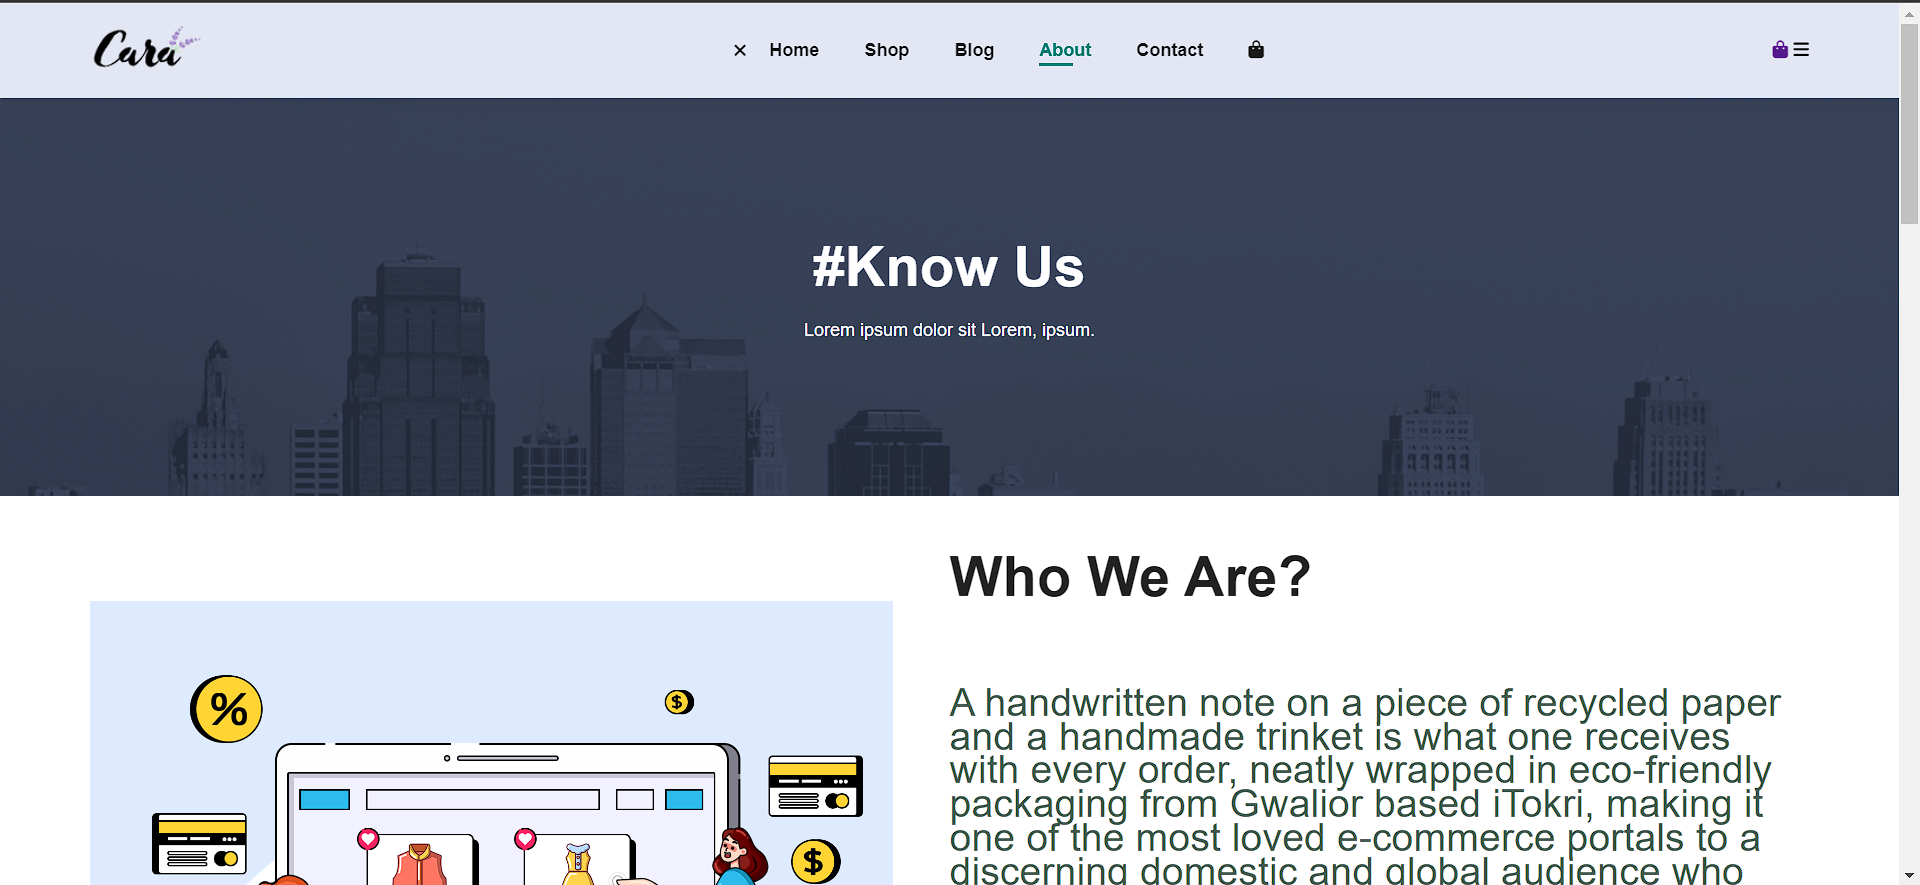 Cara
Home Shop Blog About Contact
#Know Us
Lorem ipsum dolor sit Lorem, ipsum.
Who We Are?
A handwritten note on a piece of recycled paper
and a handmade trinket is what one receives
with every order, neatly wrapped in eco-friendly
packaging from Gwalior based iTokri, making it
one of the most loved e-commerce portals to a
discerning domestic and global audience who
%
$
$